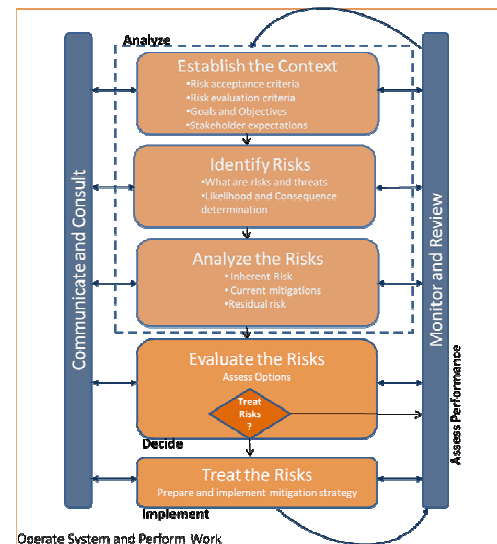 Analyze
Establish the Context
•Risk acceptance criteria
•Risk evaluation criteria
•Goals and Objectives
•Stakeholder expectations
Identify Risks
•What are risks and threats
•Likelihood and Consequence
determination
Analyze the Risks
•Inherent Risk
•Current mitigations
•Residual risk
Evaluate the Risks
Assess Options
Treat
Risks
?
Decide
Treat the Risks
Prepare and implement mitigation strategy
Implement
Communicate and Consult
Monitor and Review
Assess Performance
Operate System and Perform Work